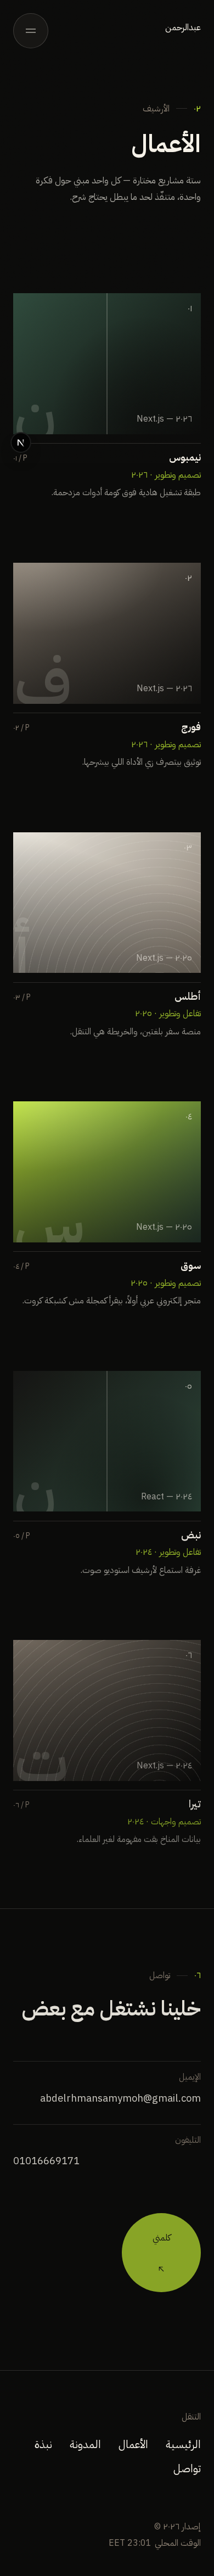 عبدالرحمن
٠٢ — الأرشيف
الأعمال
ستة مشاريع مختارة — كل واحد مبني حول فكرة
واحدة، متنفّذ لحد ما يبطل يحتاج شرح.
٠١
ن
Next.js — ٢٠٢٦
N
نيمبوس
P / ٠١
تصميم وتطوير · ٢٠٢٦
طبقة تشغيل هادية فوق كومة أدوات مزدحمة.
٠٢
ف
Next.js — ٢٠٢٦
فورج
P / ٠٢
تصميم وتطوير · ٢٠٢٦
توثيق بيتصرف زي الأداة اللي بيشرحها.
٠٣
أ
Next.js — ٢٠٢٥
أطلس
P / ٠٣
تفاعل وتطوير · ٢٠٢٥
منصة سفر بلغتين، والخريطة هي التنقل.
٠٤
س
Next.js — ٢٠٢٥
سوق
P / ٠٤
تصميم وتطوير · ٢٠٢٥
متجر إلكتروني عربي أولاً، بيقرأ كمجلة مش كشبكة كروت.
٠٥
ن
React — ٢٠٢٤
نبض
P / ٠٥
تفاعل وتطوير · ٢٠٢٤
غرفة استماع لأرشيف استوديو صوت.
٠٦
ت
Next.js — ٢٠٢٤
تيرا
P / ٠٦
تصميم واجهات · ٢٠٢٤
بيانات المناخ بقت مفهومة لغير العلماء.
٠٦ — تواصل
خلينا نشتغل مع بعض
الإيميل
abdelrhmansamymoh@gmail.com
التليفون
01016669171
كلمني
↖
التنقل
الرئيسية الأعمال المدونة نبذة
تواصل
إصدار ٢٠٢٦ ©
الوقت المحلي EET 23:01